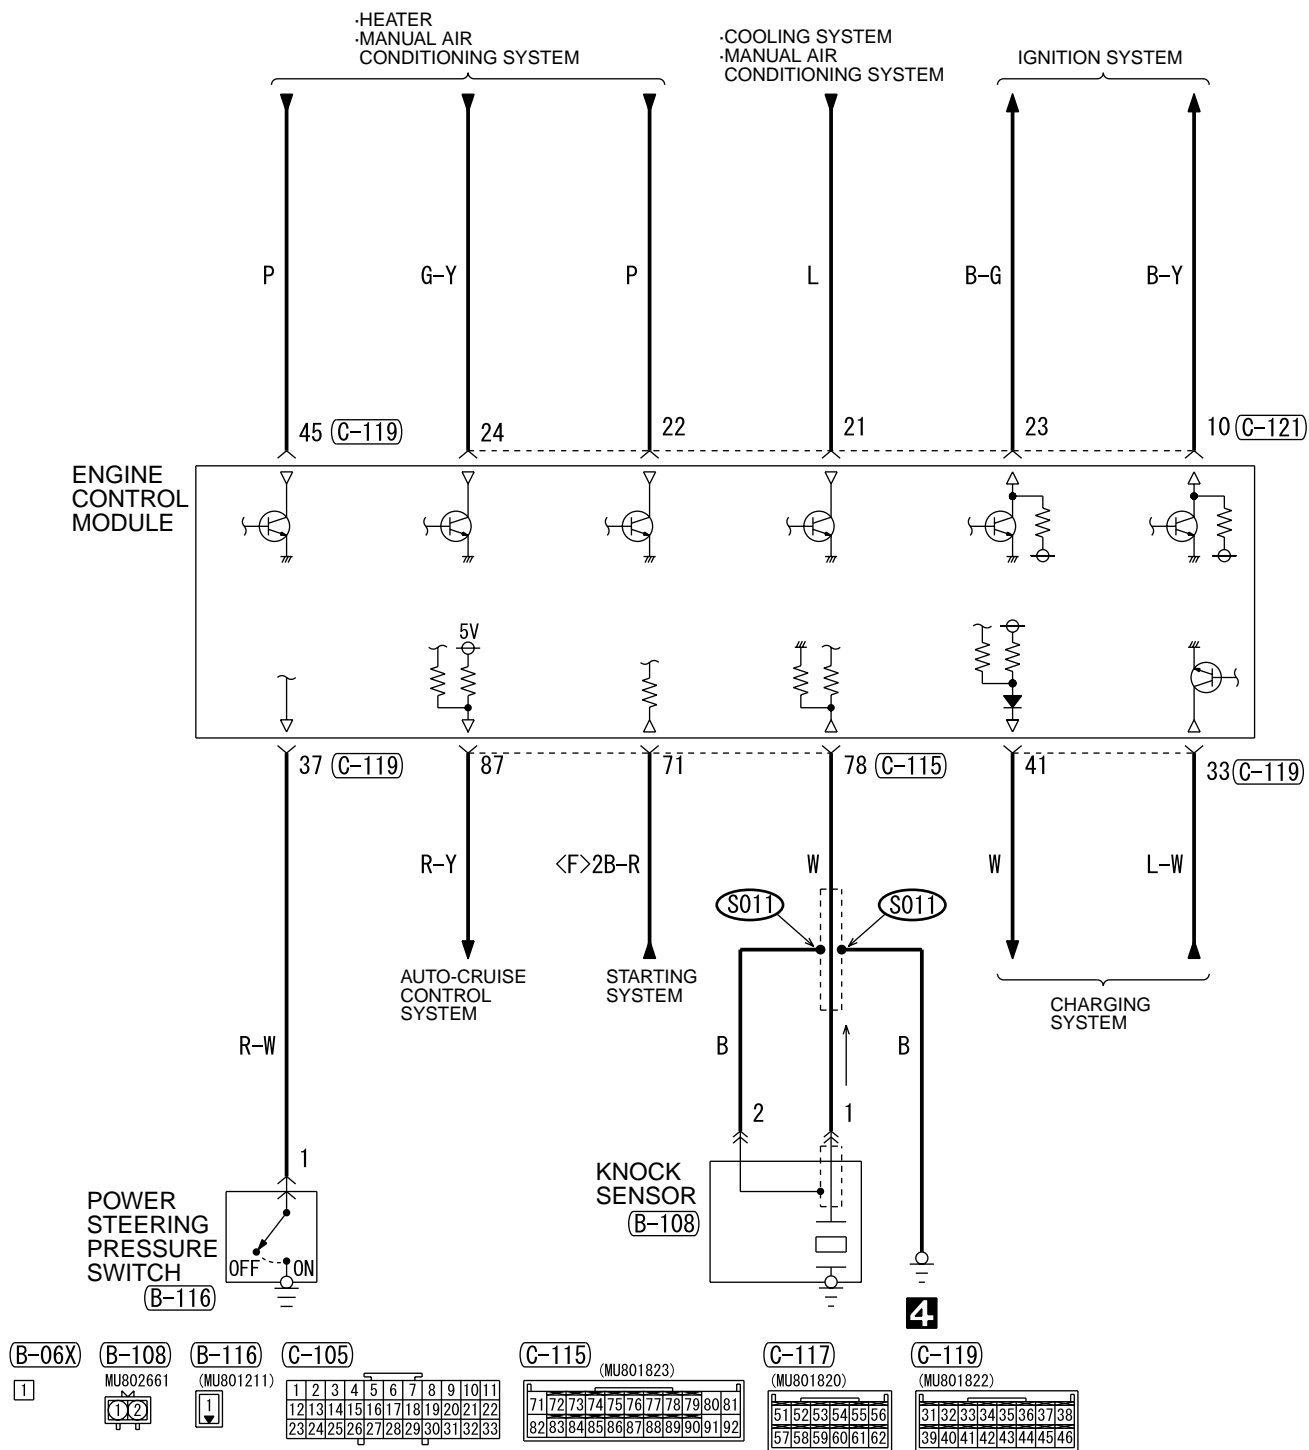 ·HEATER
·MANUAL AIR
CONDITIONING SYSTEM
·COOLING SYSTEM
·MANUAL AIR
CONDITIONING SYSTEM
IGNITION SYSTEM
P
G-Y
P
L
B-G
B-Y
45 (C-119)
24
22
21
23
10 (C-121)
ENGINE
CONTROL
MODULE
5V
37 (C-119)
87
71
78 (C-115)
41
33 (C-119)
R-Y
<F>2B-R
W
W
L-W
S011
S011
AUTO-CRUISE
CONTROL
SYSTEM
STARTING
SYSTEM
CHARGING
SYSTEM
R-W
B
B
2
1
1
POWER
STEERING
PRESSURE
SWITCH
(B-116)
OFF
ON
KNOCK
SENSOR
(B-108)
4
(B-06X)
1
(B-108)
MU802661
1 2
(B-116)
(MU801211)
1
(C-105)
1 2 3 4 5 6 7 8 9 10 11
12 13 14 15 16 17 18 19 20 21 22
23 24 25 26 27 28 29 30 31 32 33
(C-115)
(MU801823)
71 72 73 74 75 76 77 78 79 80 81
82 83 84 85 86 87 88 89 90 91 92
(C-117)
(MU801820)
51 52 53 54 55 56
57 58 59 60 61 62
(C-119)
(MU801822)
31 32 33 34 35 36 37 38
39 40 41 42 43 44 45 46